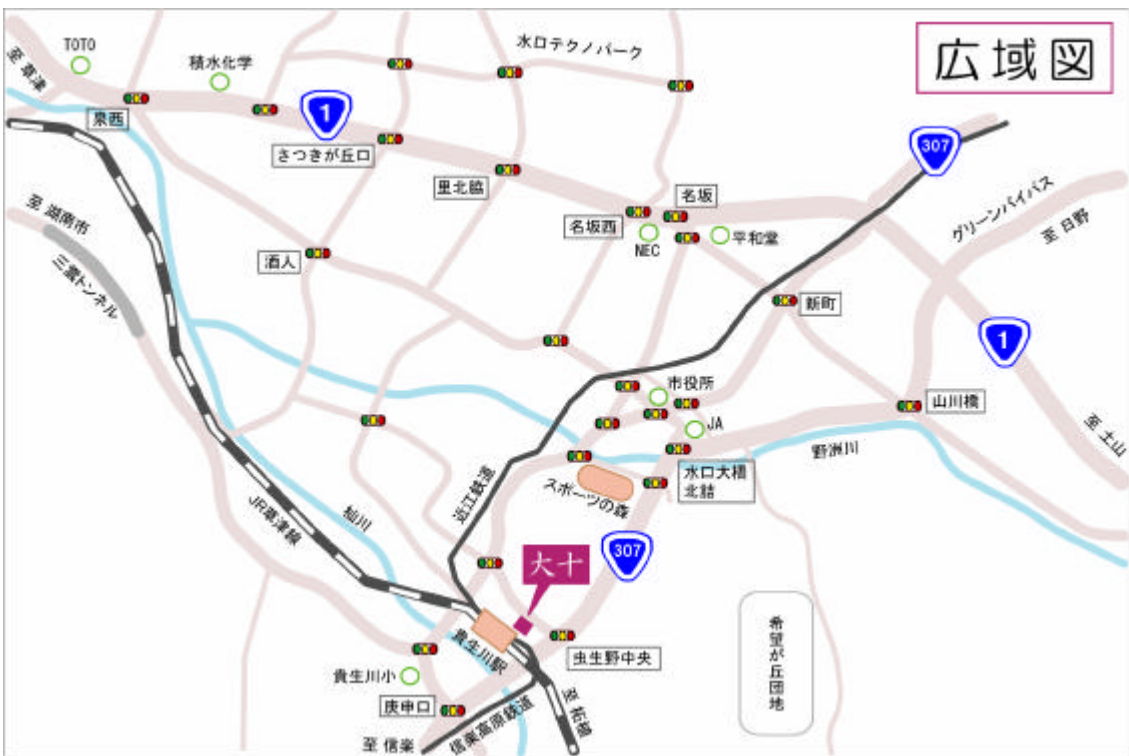 広域図
TOTO
積水化学
水口テクノパーク
至 草津
泉西
1
さつきが丘口
里北脇
307
名坂
名坂西
NEC
平和堂
グリーンバイパス
至 日野
至 湖南市
三雲トンネル
酒人
新町
1
市役所
JA
山川橋
至 土山
野洲川
水口大橋
北詰
スポーツの森
近江鉄道
杣川
JR草津線
307
大十
貴生川駅
虫生野中央
希望が丘団地
貴生川小
庚申口
至 信楽
信楽高原鉄道
至 柘植